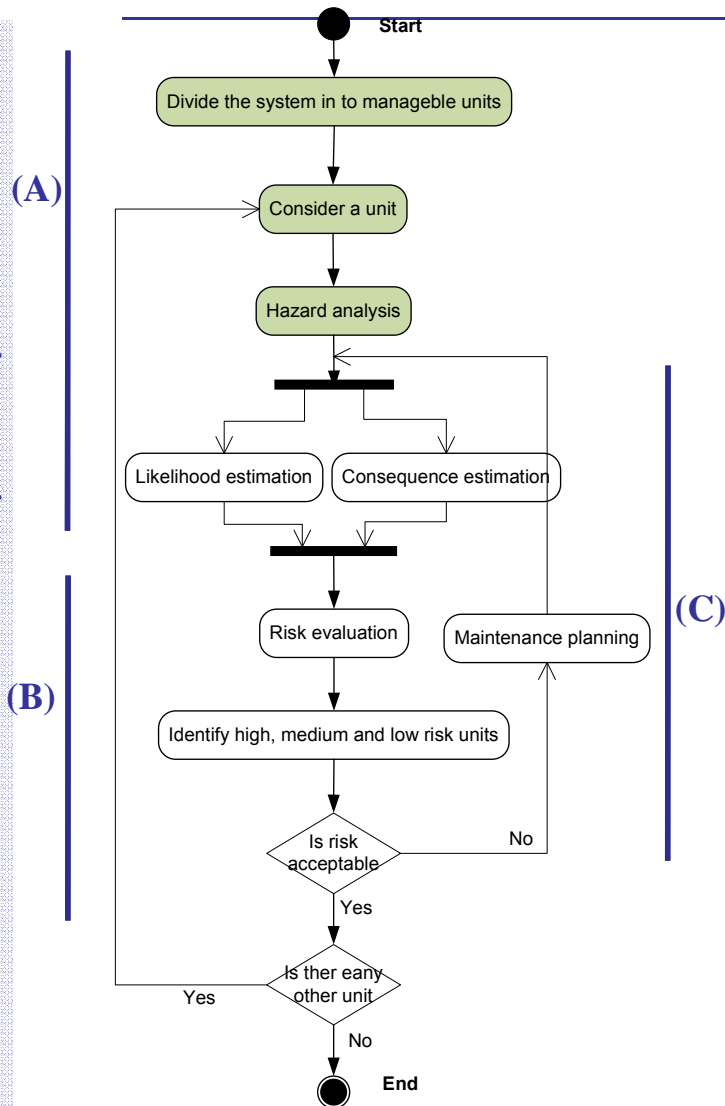 Start
Divide the system in to manageble units
(A)
Consider a unit
Hazard analysis
Likelihood estimation
Consequence estimation
Risk evaluation
Maintenance planning
(C)
(B)
Identify high, medium and low risk units
Is risk
acceptable
No
Yes
Is ther eany
other unit
Yes
No
End